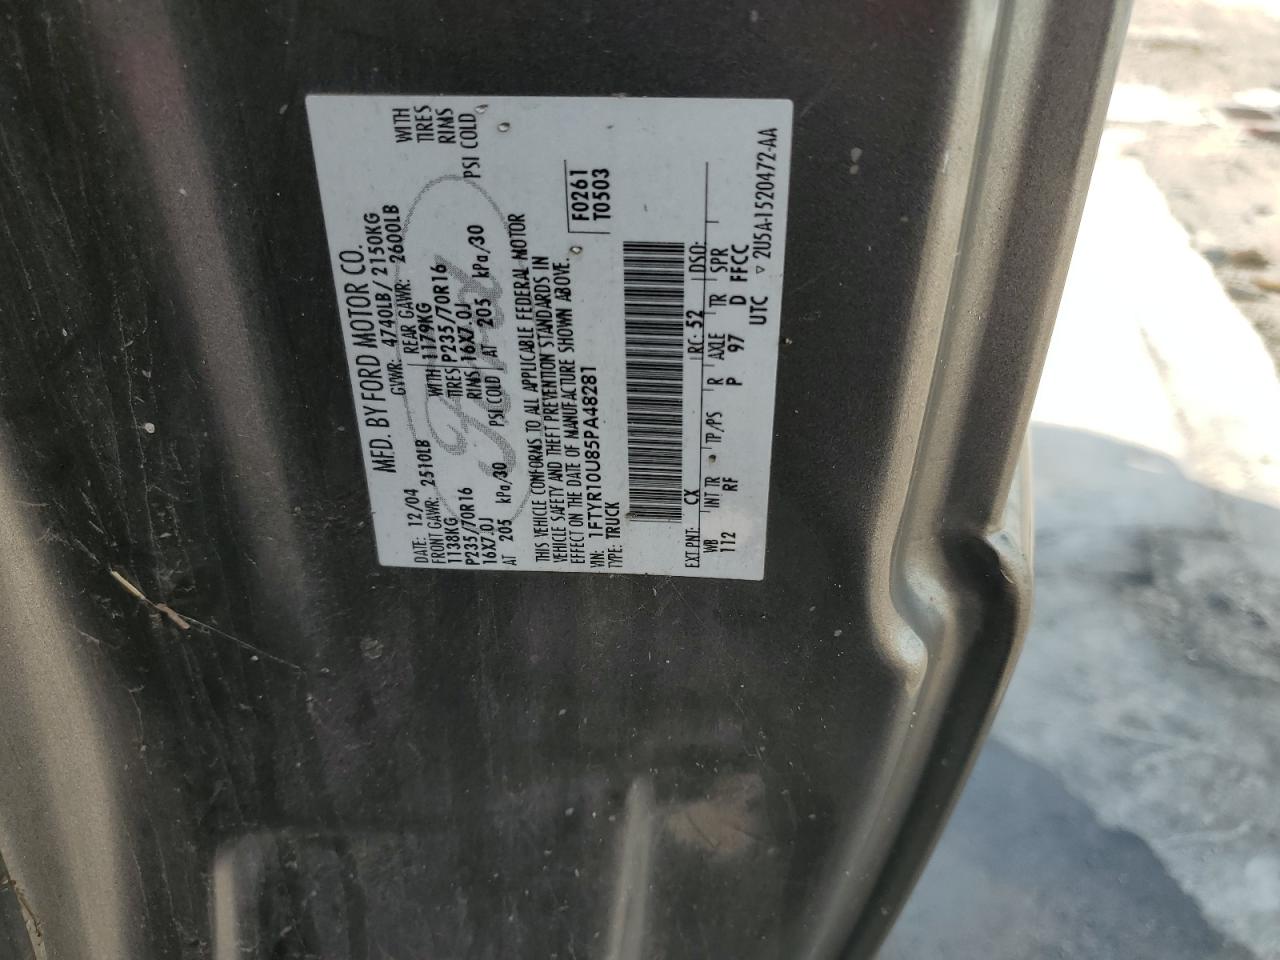 MFD. BY FORD MOTOR CO.
DATE: 12/04 GVWR: 4740LB/2150KG
FRONT GAWR: 2510LB REAR GAWR: 2600LB
1138KG WITH 1179KG WITH
P235/70R16 TIRES P235/70R16 TIRES
16X7.0J RIMS 16X7.0J RIMS
AT 205 kPa/30 PSI COLD AT 205 kPa/30 PSI COLD
THIS VEHICLE CONFORMS TO ALL APPLICABLE FEDERAL MOTOR
VEHICLE SAFETY AND THEFT PREVENTION STANDARDS IN
EFFECT ON THE DATE OF MANUFACTURE SHOWN ABOVE.
VIN: 1FTYR10U85PA48281 F0261
TYPE: TRUCK T0503
EXT PNT: CX RC: 52 DSO:
WB INT TR TP/PS R AXLE TR SPR
112 RF P 97 D FFCC
UTC ▿ 2U5A-1520472-AA
Ford